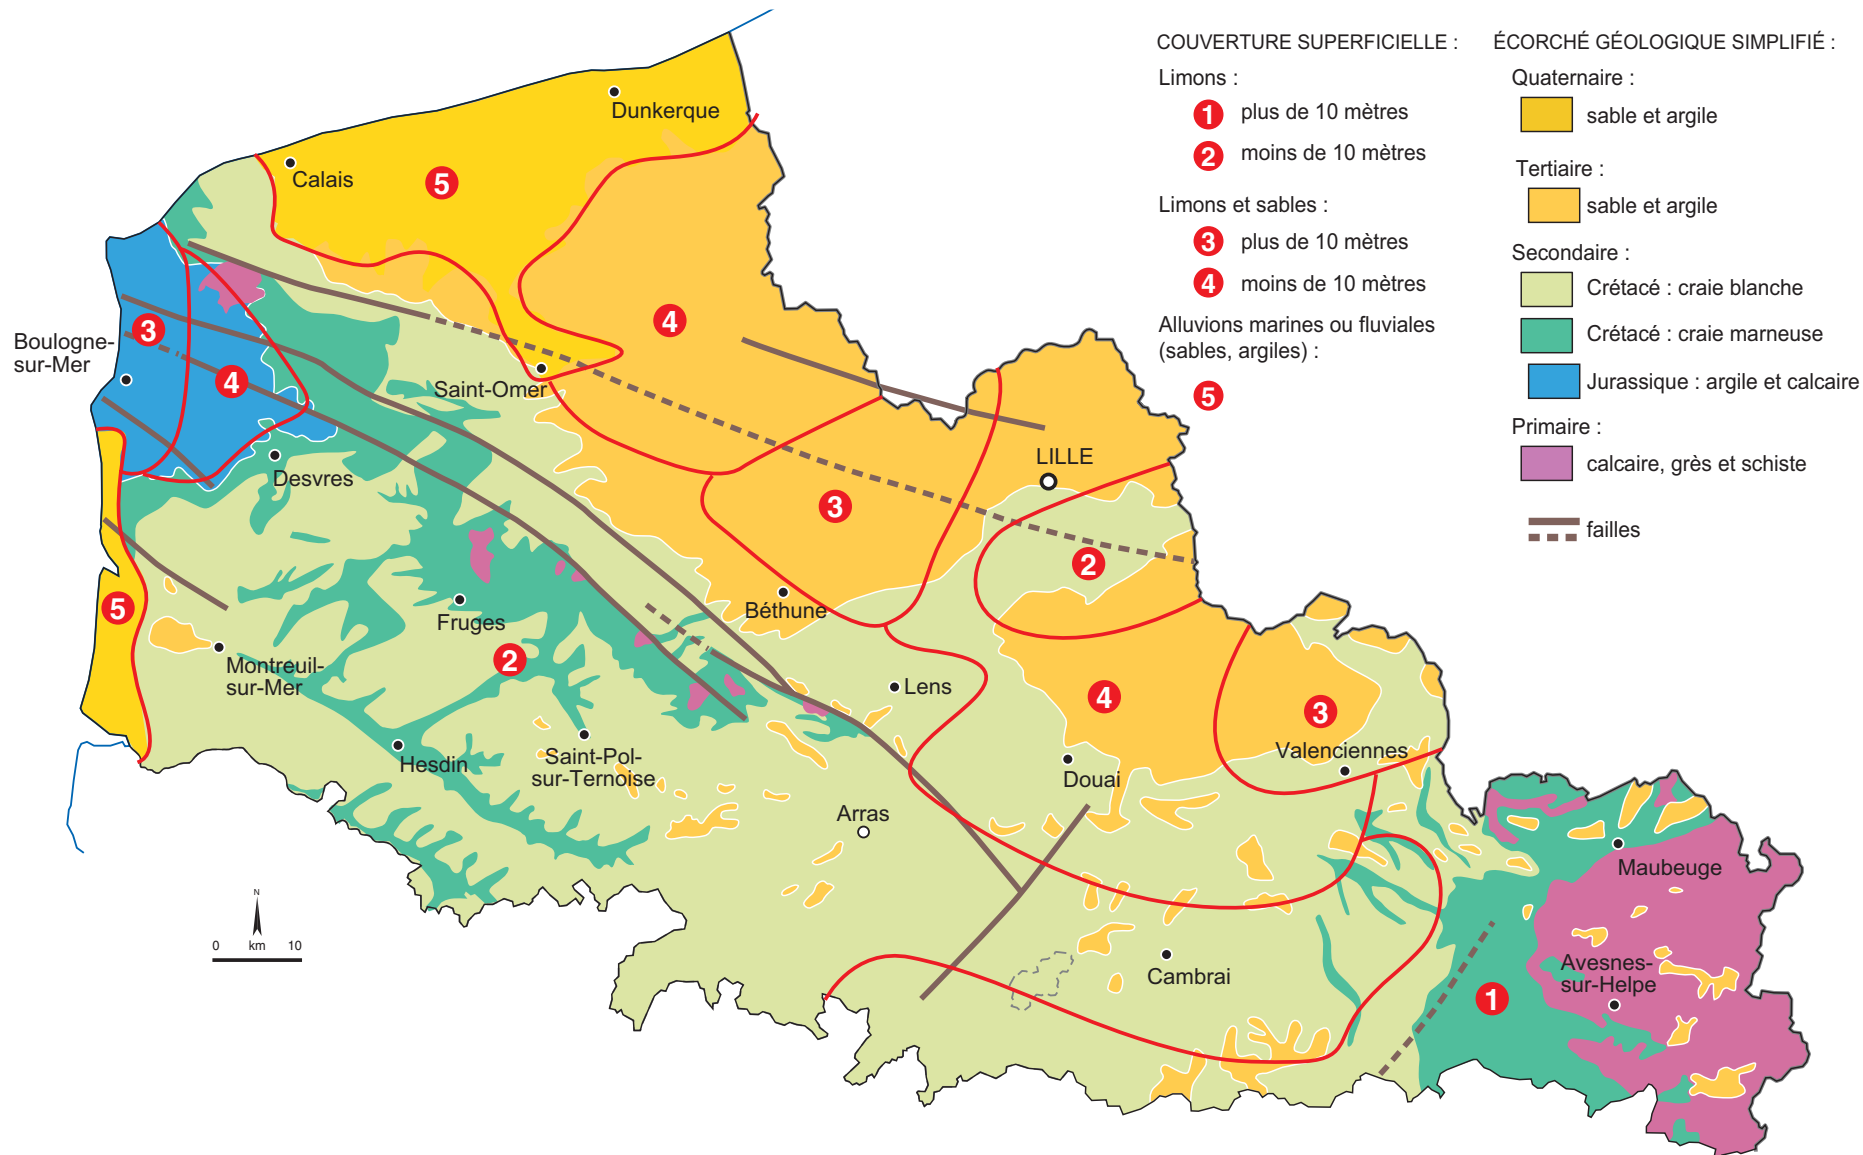 COUVERTURE SUPERFICIELLE :
Limons :
1 plus de 10 mètres
2 moins de 10 mètres
Limons et sables :
3 plus de 10 mètres
4 moins de 10 mètres
Alluvions marines ou fluviales
(sables, argiles) :
5
ÉCORCHÉ GÉOLOGIQUE SIMPLIFIÉ :
Quaternaire :
sable et argile
Tertiaire :
sable et argile
Secondaire :
Crétacé : craie blanche
Crétacé : craie marneuse
Jurassique : argile et calcaire
Primaire :
calcaire, grès et schiste
failles
Dunkerque
Calais
5
4
3
Boulogne-
sur-Mer
4
Saint-Omer
Desvres
LILLE
3
2
5
Béthune
Fruges
2
Montreuil-
sur-Mer
Lens
4
3
Hesdin
Saint-Pol-
sur-Ternoise
Douai
Valenciennes
Arras
Maubeuge
Cambrai
Avesnes-
sur-Helpe
1
N
0 km 10